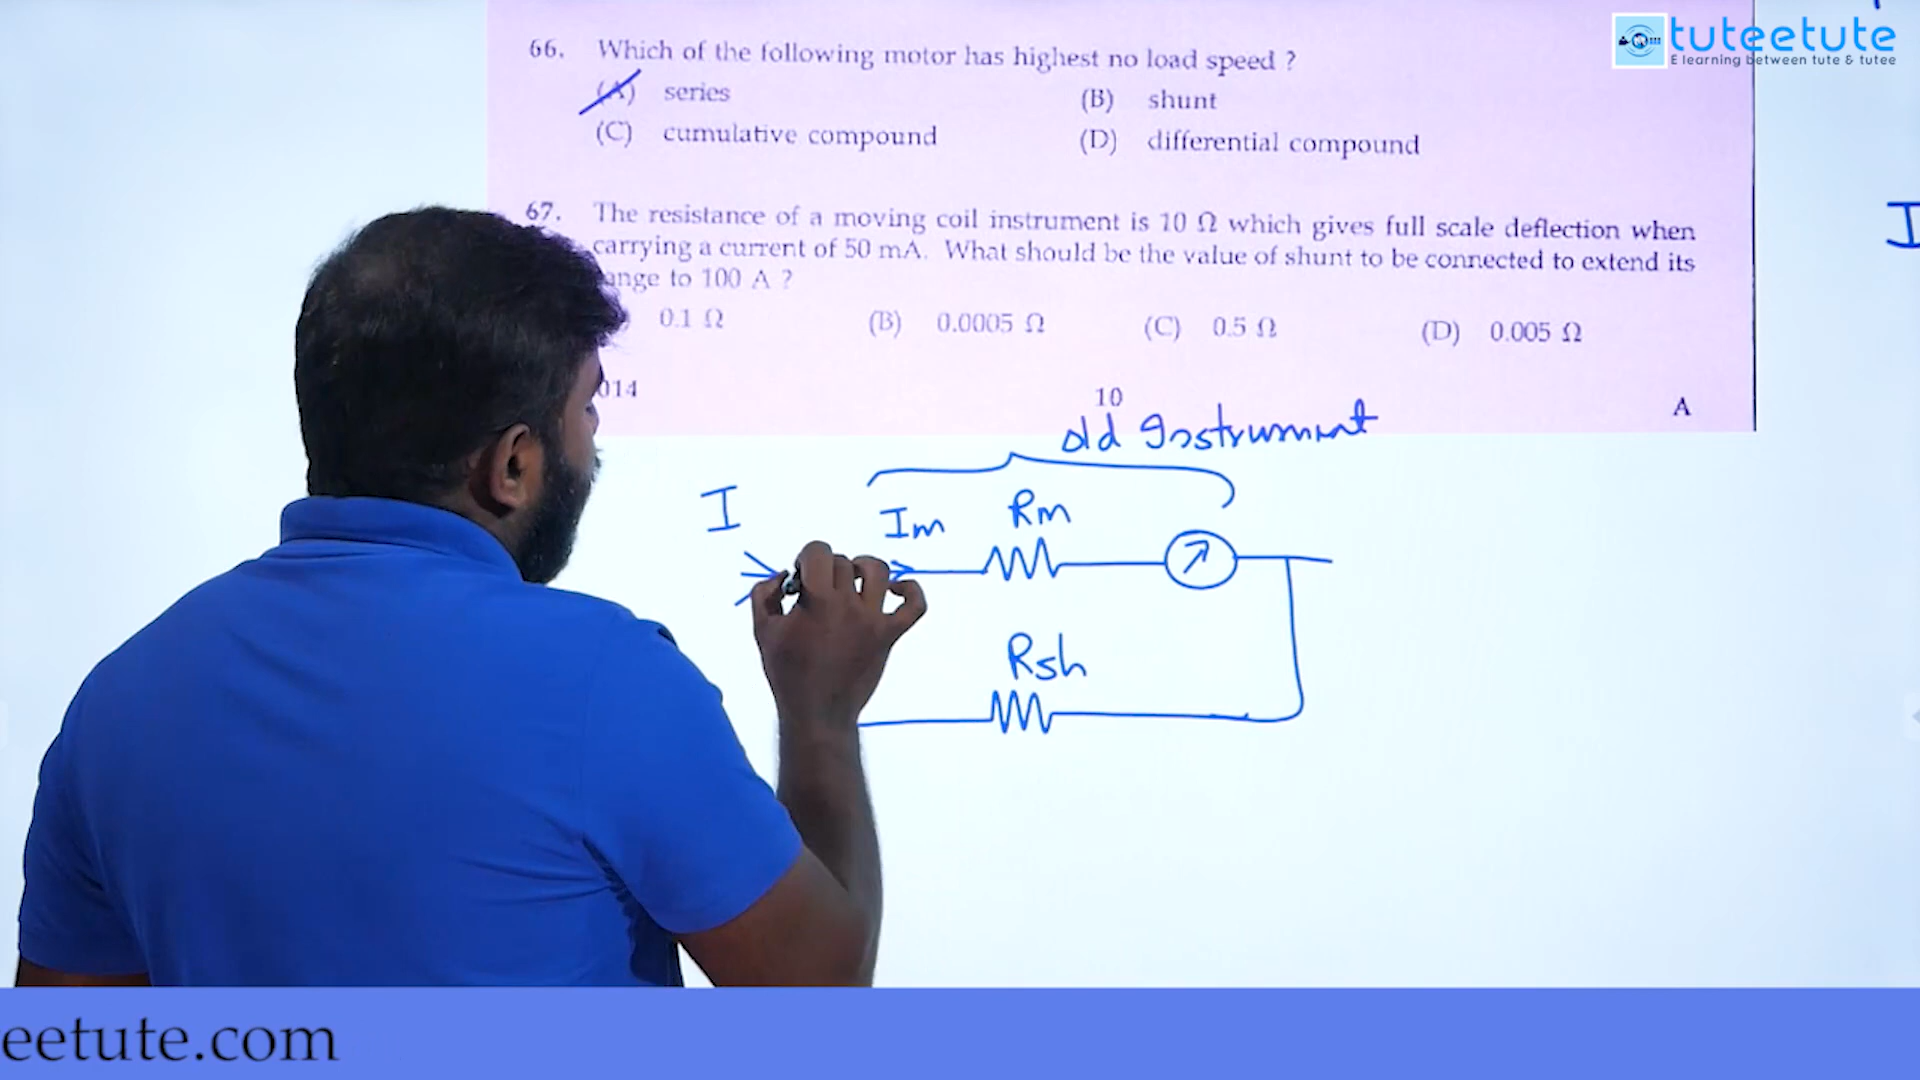 tuteetute
E learning between tute & tutee
66. Which of the following motor has highest no load speed ?
(A) series
(B) shunt
(C) cumulative compound
(D) differential compound
67. The resistance of a moving coil instrument is 10 Ω which gives full scale deflection when
carrying a current of 50 mA. What should be the value of shunt to be connected to extend its
ange to 100 A ?
0.1 Ω (B) 0.0005 Ω (C) 0.5 Ω (D) 0.005 Ω
014
10
A
old Instrument
I
I
Im
Rm
Rsh
eetute.com